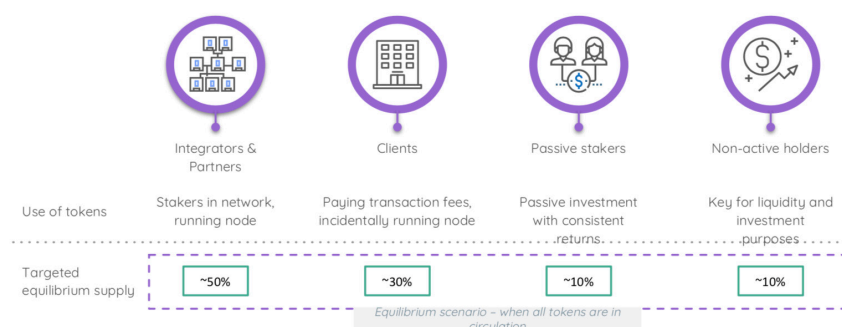 Integrators &
Partners
Clients
Passive stakers
Non-active holders
Use of tokens
Stakers in network,
running node
Paying transaction fees,
incidentally running node
Passive investment
with consistent
returns
Key for liquidity and
investment
purposes
Targeted
equilibrium supply
~50%
~30%
~10%
~10%
Equilibrium scenario – when all tokens are in
circulation